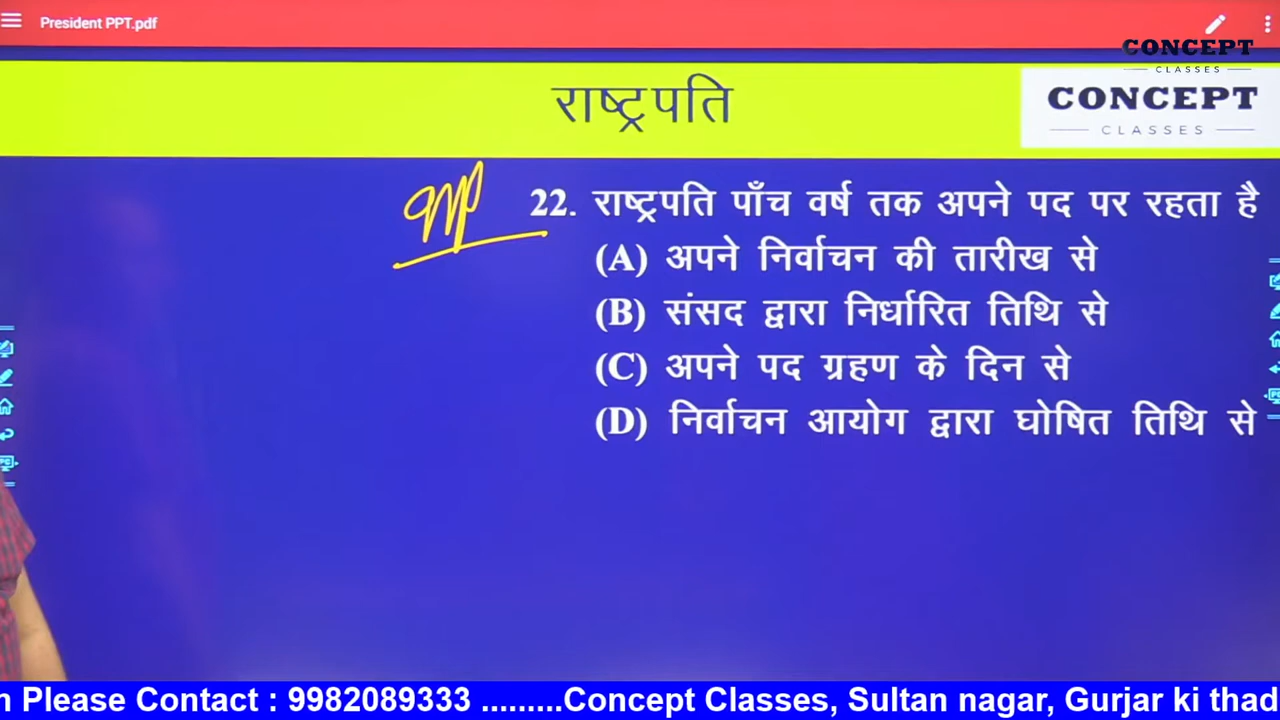 President PPT.pdf
CONCEPT
CLASSES
राष्ट्रपति
CONCEPT
CLASSES
22. राष्ट्रपति पाँच वर्ष तक अपने पद पर रहता है
(A) अपने निर्वाचन की तारीख से
(B) संसद द्वारा निर्धारित तिथि से
(C) अपने पद ग्रहण के दिन से
(D) निर्वाचन आयोग द्वारा घोषित तिथि से
Please Contact : 9982089333 .........Concept Classes, Sultan nagar, Gurjar ki thad